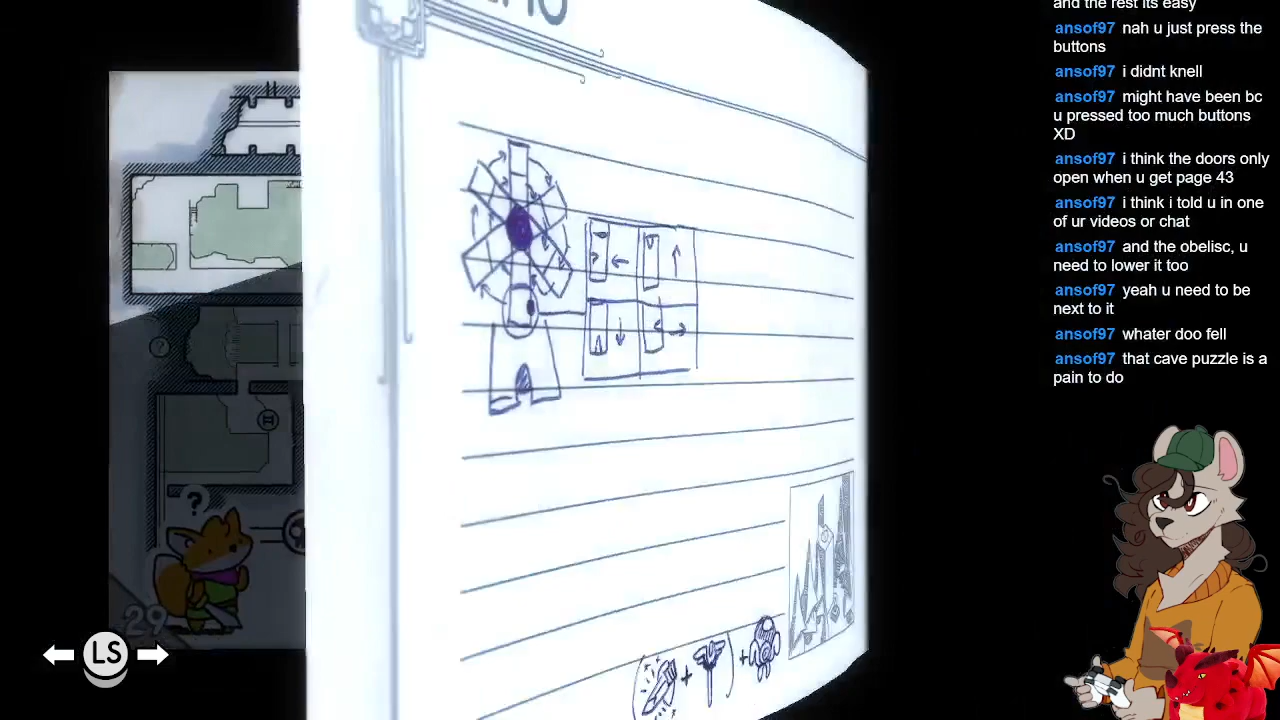 and the rest its easy
ansof97 nah u just press the
buttons
ansof97 i didnt knell
ansof97 might have been bc
u pressed too much buttons
XD
ansof97 i think the doors only
open when u get page 43
ansof97 i think i told u in one
of ur videos or chat
ansof97 and the obelisc, u
need to lower it too
ansof97 yeah u need to be
next to it
ansof97 whater doo fell
ansof97 that cave puzzle is a
pain to do
?
?
29
LS
+
+